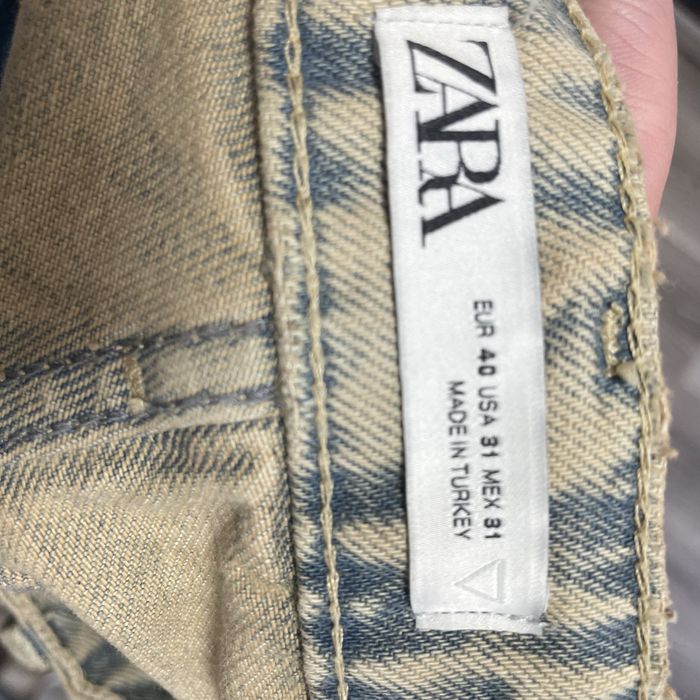 ZARA
EUR 40 USA 31 MEX 31
MADE IN TURKEY